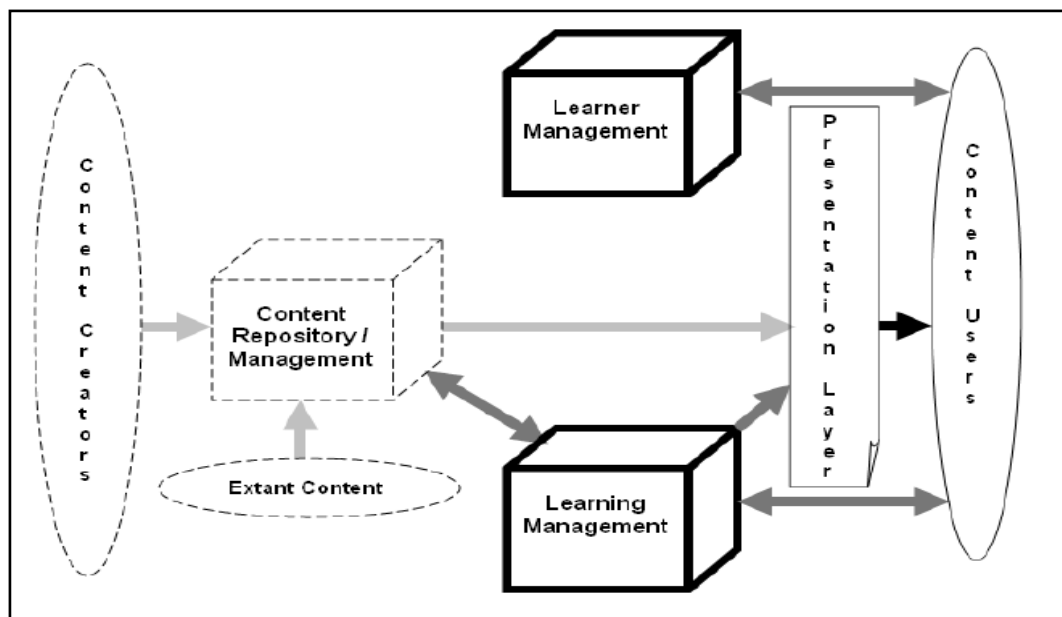 Learner
Management
Presentation Layer
Content Users
Content Creators
Content
Repository /
Management
Extant Content
Learning
Management